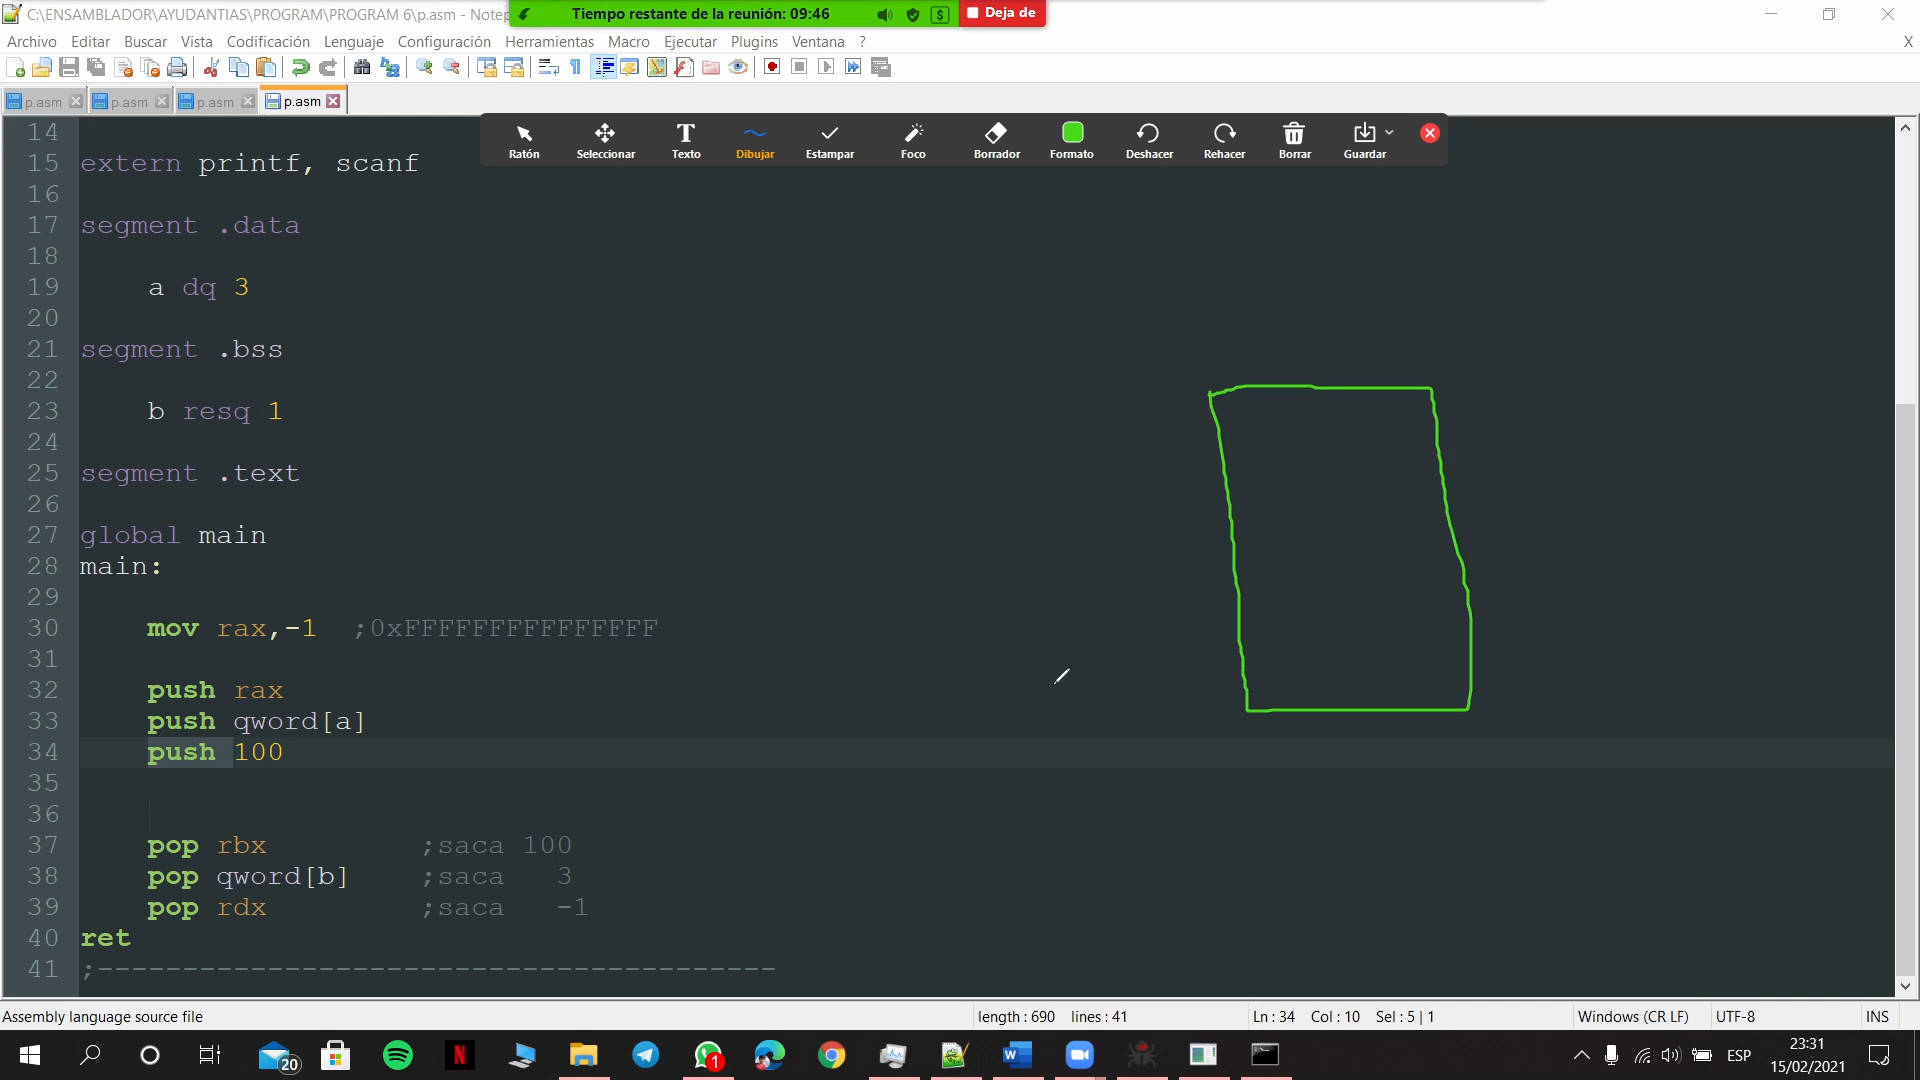 C:\ENSAMBLADOR\AYUDANTIAS\PROGRAM\PROGRAM 6\p.asm - Notep
Tiempo restante de la reunión: 09:46
Deja de
Archivo Editar Buscar Vista Codificación Lenguaje Configuración Herramientas Macro Ejecutar Plugins Ventana ? X
p.asm p.asm p.asm p.asm
Ratón Seleccionar Texto Dibujar Estampar Foco Borrador Formato Deshacer Rehacer Borrar Guardar
14
15 extern printf, scanf
16
17 segment .data
18
19 a dq 3
20
21 segment .bss
22
23 b resq 1
24
25 segment .text
26
27 global main
28 main:
29
30 mov rax,-1 ;0xFFFFFFFFFFFFFFF
31
32 push rax
33 push qword[a]
34 push 100
35
36
37 pop rbx ;saca 100
38 pop qword[b] ;saca 3
39 pop rdx ;saca -1
40 ret
41 ;-----------------------------------------
Assembly language source file length : 690 lines : 41 Ln : 34 Col : 10 Sel : 5 | 1 Windows (CR LF) UTF-8 INS
20 1 ESP 23:31
15/02/2021